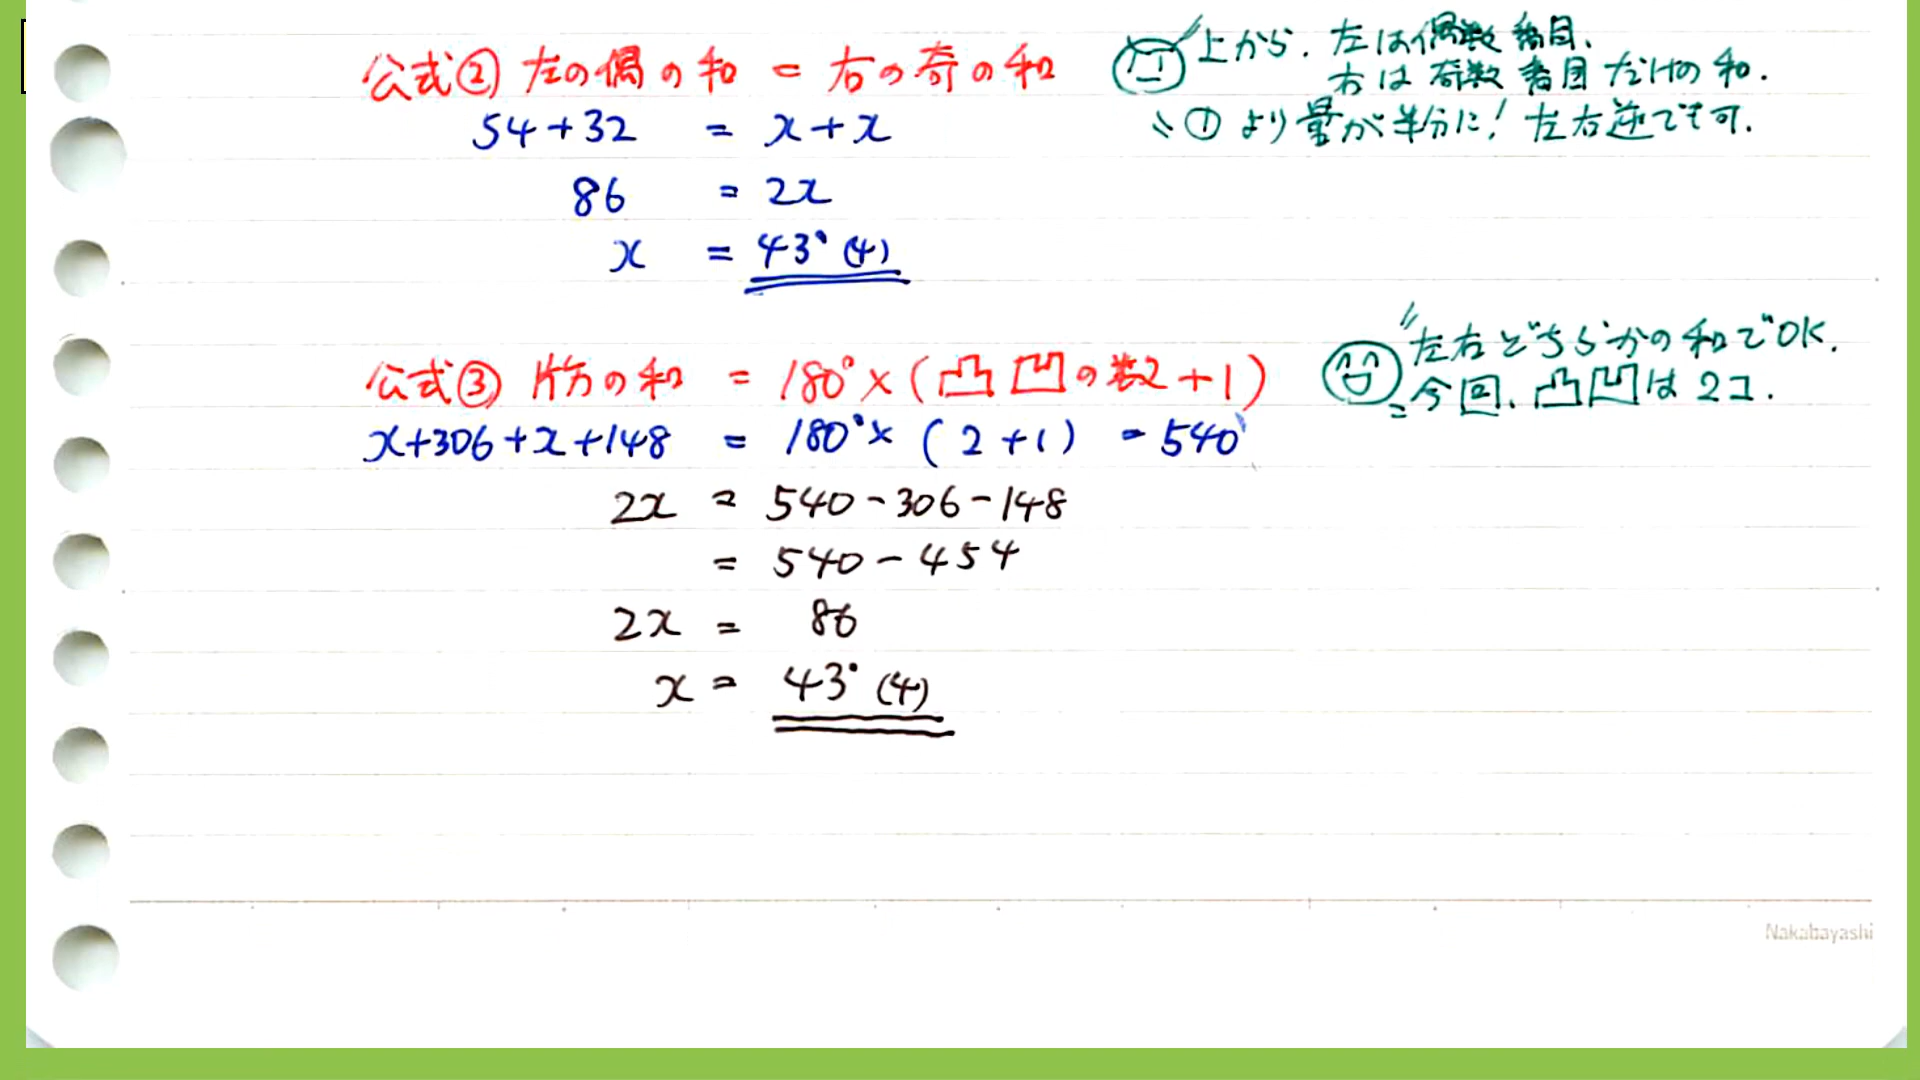 公式② 左の偶の和 = 右の奇の和
上から、左は偶数番目、
右は奇数番目だけの和.
①より量が半分に! 左右逆でも可.
54+32 = x+x
86 = 2x
x = 43° (4)
公式③ 片方の和 = 180°×(凸凹の数+1)
左右どちらかの和でOK.
今回、凸凹は2コ.
x+306+x+148 = 180°×(2+1) = 540°
2x = 540-306-148
= 540-454
2x = 86
x = 43° (4)
Nakabayashi